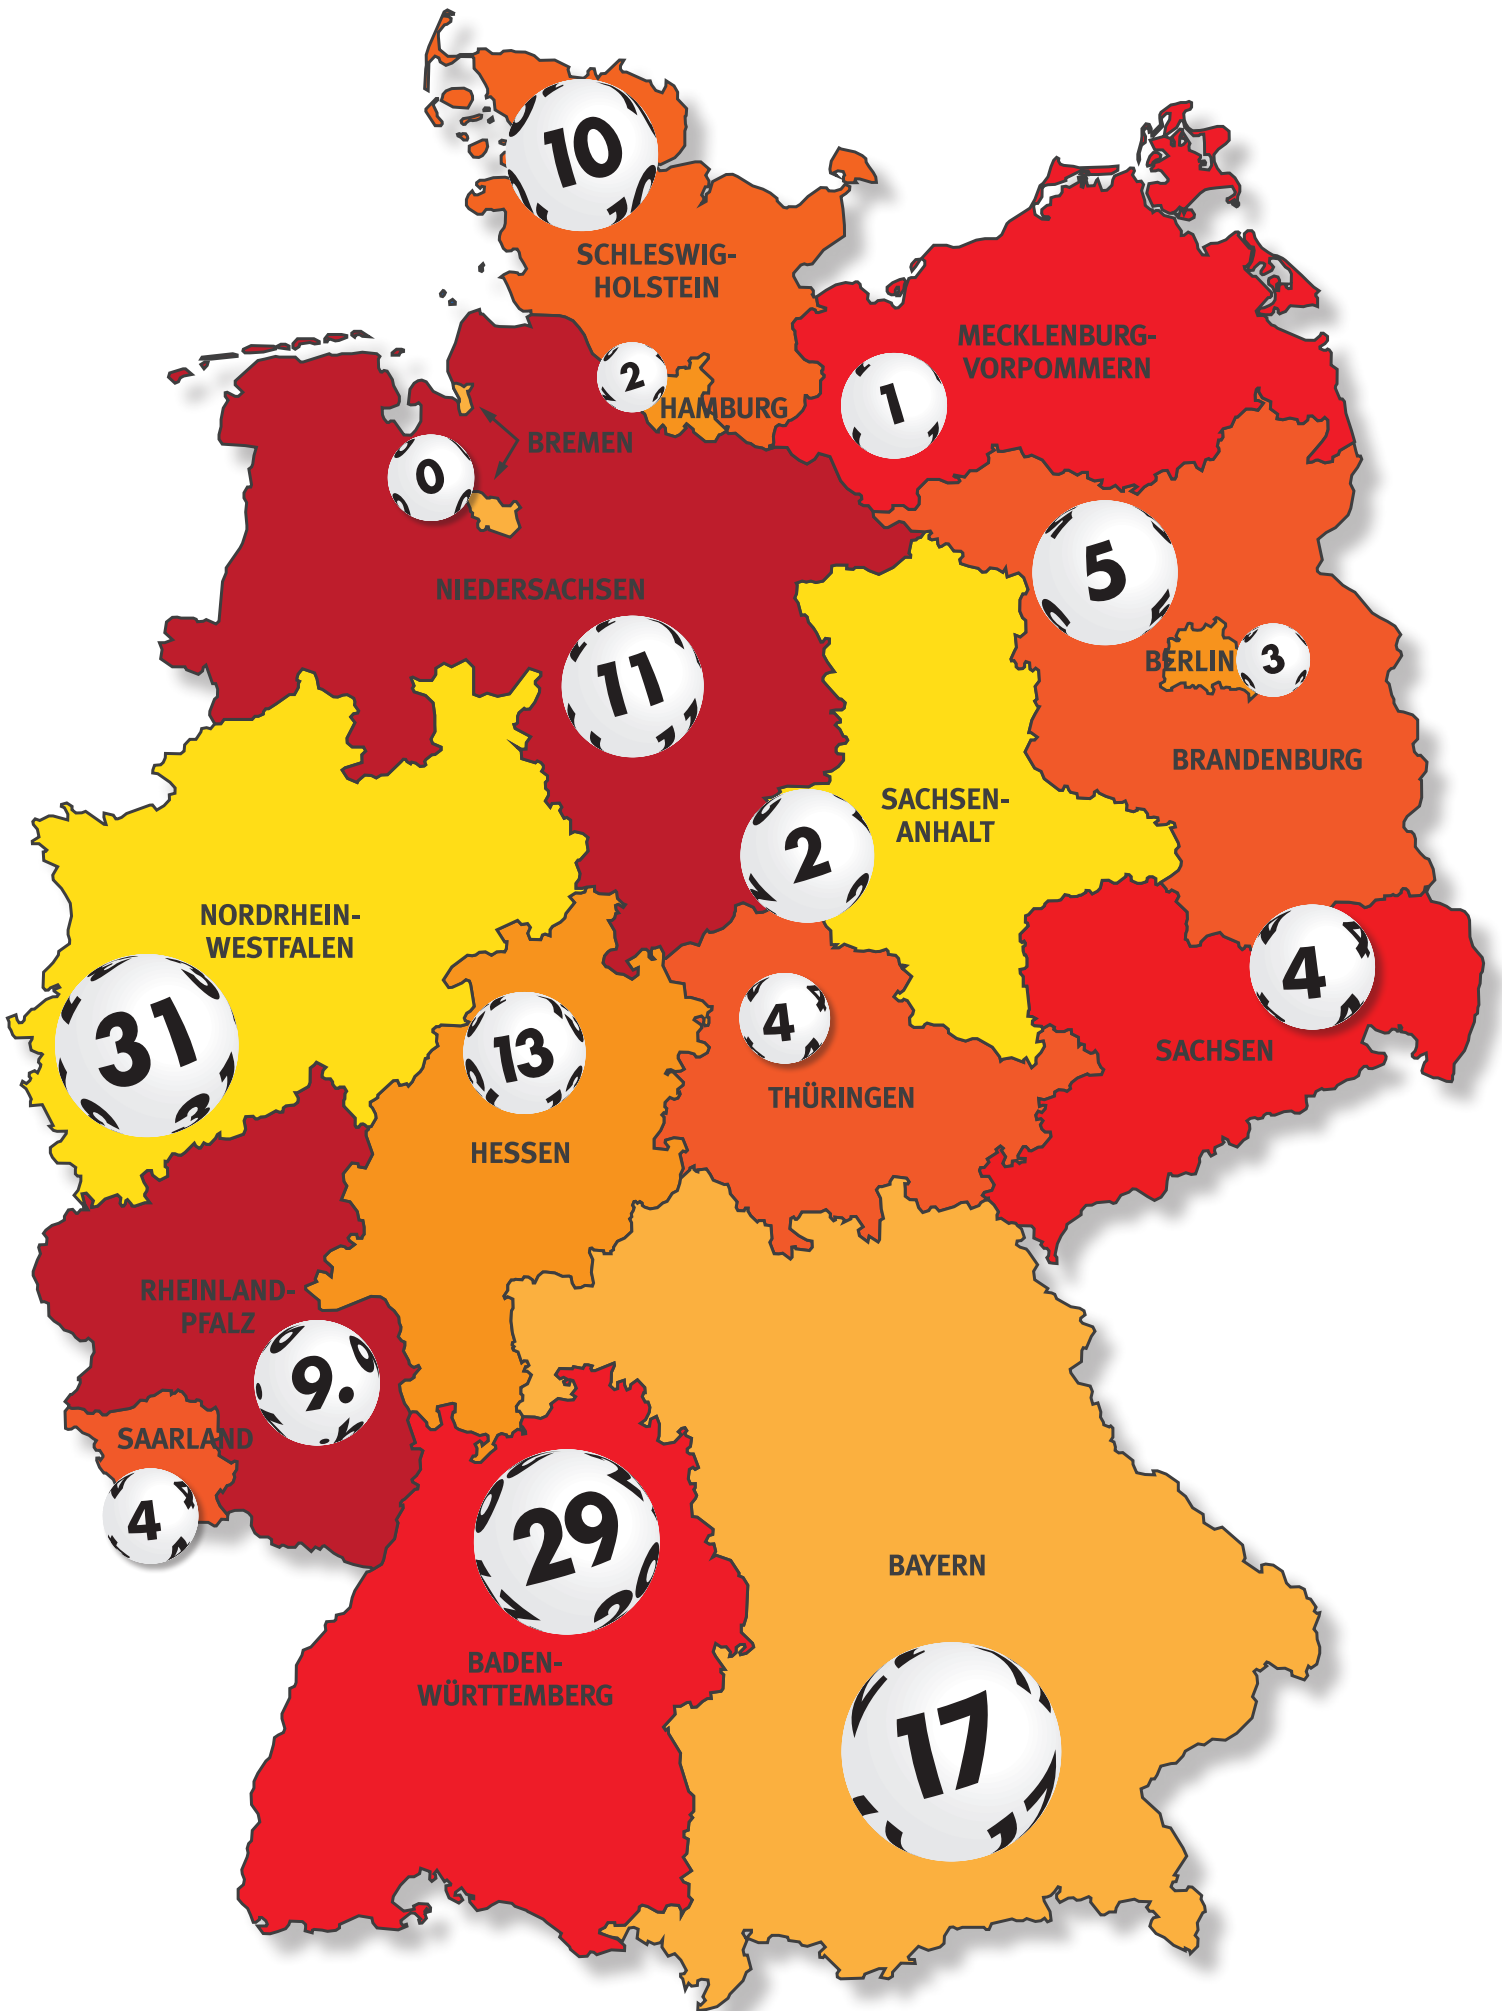 10
SCHLESWIG-
HOLSTEIN
MECKLENBURG-
VORPOMMERN
1
2
HAMBURG
BREMEN
0
5
NIEDERSACHSEN
11
BERLIN
3
BRANDENBURG
SACHSEN-
ANHALT
2
NORDRHEIN-
WESTFALEN
31
4
SACHSEN
13
HESSEN
4
THÜRINGEN
RHEINLAND-
PFALZ
9.
SAARLAND
4
29
BADEN-
WÜRTTEMBERG
BAYERN
17